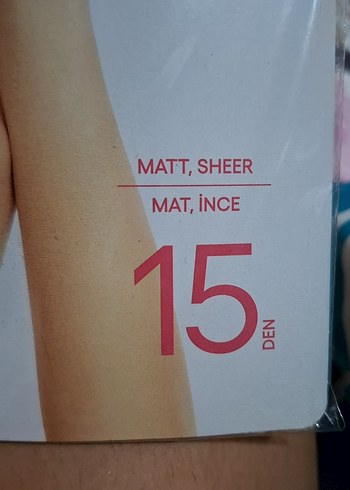 MATT, SHEER
MAT, İNCE
15
DEN